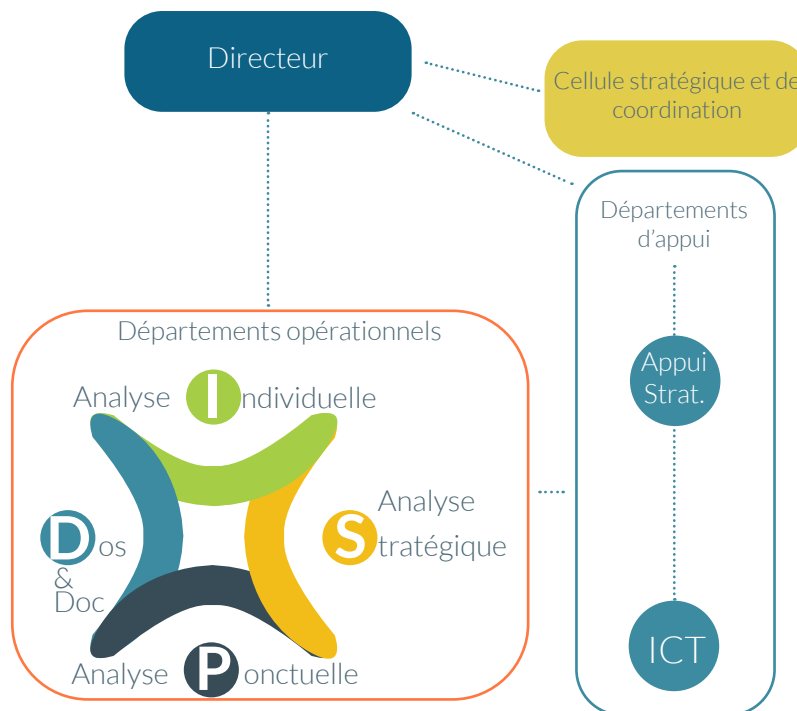 Directeur
Cellule stratégique et de
coordination
Départements
d'appui
Appui
Strat.
ICT
Départements opérationnels
Analyse Individuelle
Analyse
Stratégique
Dos
&
Doc
Analyse Ponctuelle